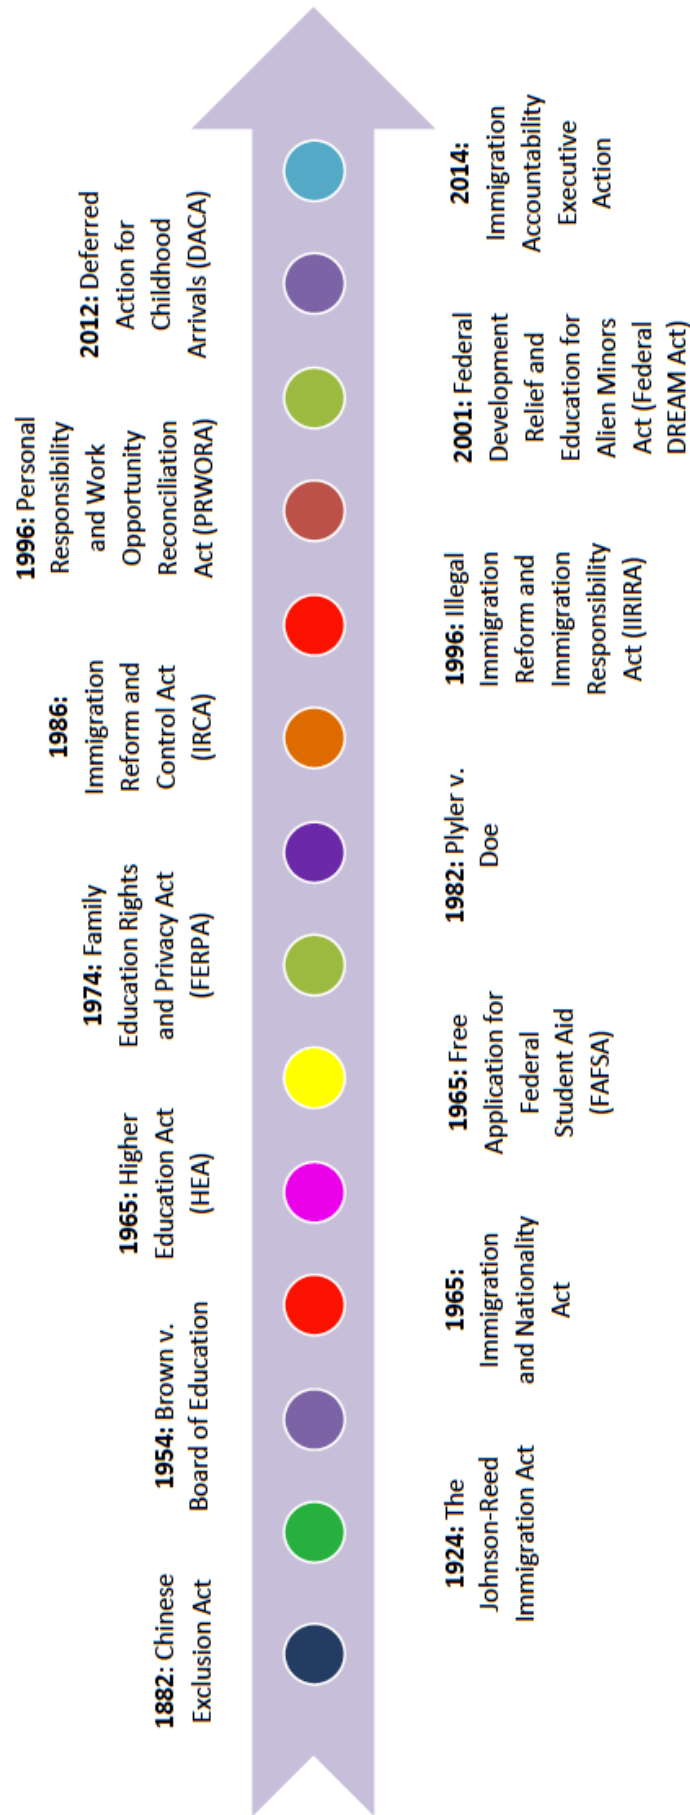 1882: Chinese
Exclusion Act
1924: The
Johnson-Reed
Immigration Act
1954: Brown v.
Board of Education
1965:
Immigration
and Nationality
Act
1965: Higher
Education Act
(HEA)
1965: Free
Application for
Federal
Student Aid
(FAFSA)
1974: Family
Education Rights
and Privacy Act
(FERPA)
1982: Plyler v.
Doe
1986:
Immigration
Reform and
Control Act
(IRCA)
1996: Illegal
Immigration
Reform and
Immigration
Responsibility
Act (IIRIRA)
1996: Personal
Responsibility
and Work
Opportunity
Reconciliation
Act (PRWORA)
2001: Federal
Development
Relief and
Education for
Alien Minors
Act (Federal
DREAM Act)
2012: Deferred
Action for
Childhood
Arrivals (DACA)
2014:
Immigration
Accountability
Executive
Action